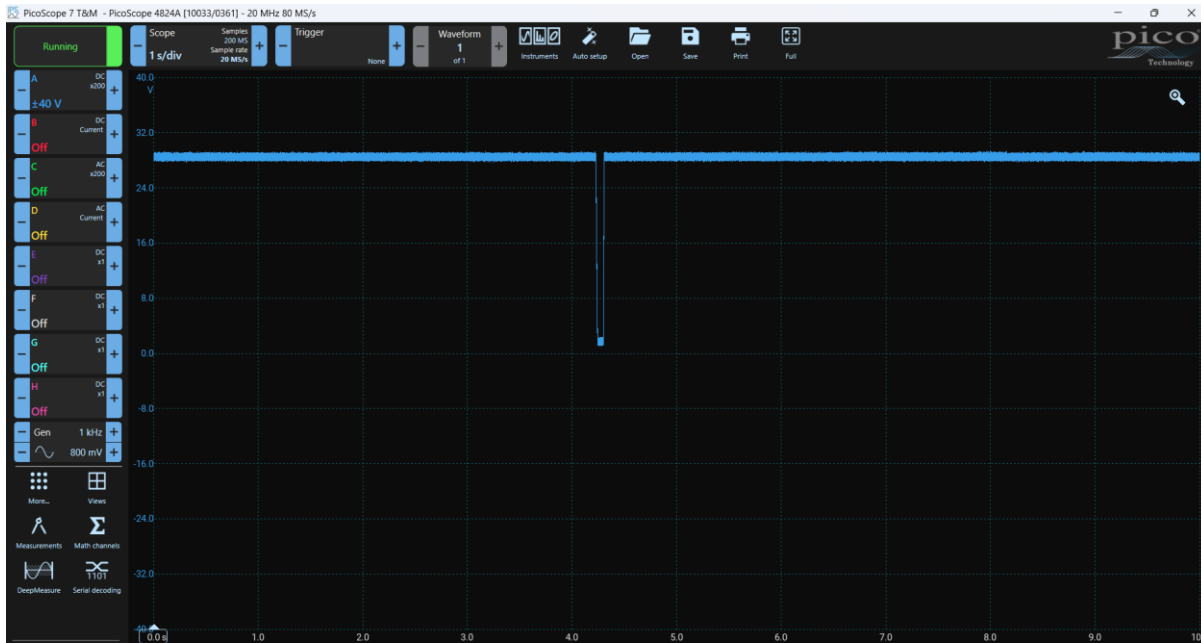 PicoScope 7 T&M - PicoScope 4824A [10033/0361] - 20 MHz 80 MS/s
Running
Scope
1 s/div
Samples
200 MS
Sample rate
20 MS/s
Trigger
None
Waveform
1
of 1
Instruments
Auto setup
Open
Save
Print
Full
pico
Technology
A
DC
x200
±40 V
B
DC
Current
Off
C
AC
x200
Off
D
AC
Current
Off
E
DC
x1
Off
F
DC
x1
Off
G
DC
x1
Off
H
DC
x1
Off
Gen 1 kHz
800 mV
More...
Views
Measurements
Math channels
DeepMeasure
Serial decoding
1101
40.0
V
32.0
24.0
16.0
8.0
0.0
-8.0
-16.0
-24.0
-32.0
-40.0
0.0 s 1.0 2.0 3.0 4.0 5.0 6.0 7.0 8.0 9.0 10